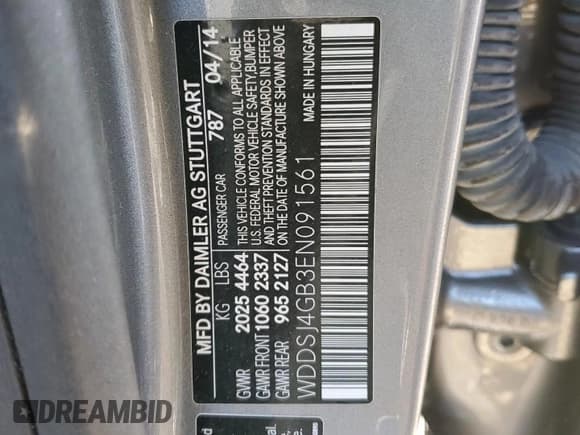 MFD BY DAIMLER AG STUTTGART
PASSENGER CAR 787 04/14
KG LBS
GVWR 2025 4464
GAWR FRONT 1060 2337
GAWR REAR 965 2127
THIS VEHICLE CONFORMS TO ALL APPLICABLE
U.S. FEDERAL MOTOR VEHICLE SAFETY, BUMPER
AND THEFT PREVENTION STANDARDS IN EFFECT
ON THE DATE OF MANUFACTURE SHOWN ABOVE
WDDSJ4GB3EN091561
MADE IN HUNGARY
DREAMBID